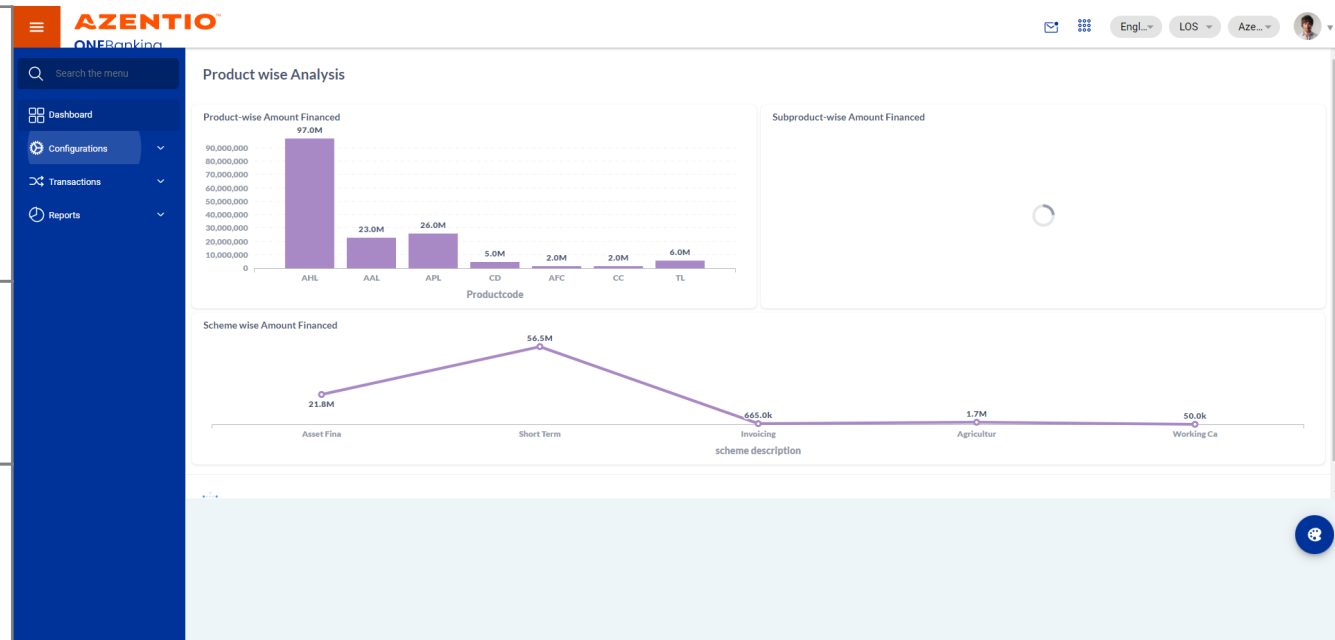 AZENTIO
ONEBanking
Engl...
LOS
Aze...
Search the menu
Dashboard
Configurations
Transactions
Reports
Product wise Analysis
Product-wise Amount Financed
97.0M
90,000,000
80,000,000
70,000,000
60,000,000
50,000,000
40,000,000
30,000,000
20,000,000
10,000,000
0
23.0M
26.0M
5.0M
2.0M
2.0M
6.0M
AHL AAL APL CD AFC CC TL
Productcode
Subproduct-wise Amount Financed
Scheme wise Amount Financed
56.5M
21.8M
665.0k
1.7M
50.0k
Asset Fina Short Term Invoicing Agricultur Working Ca
scheme description